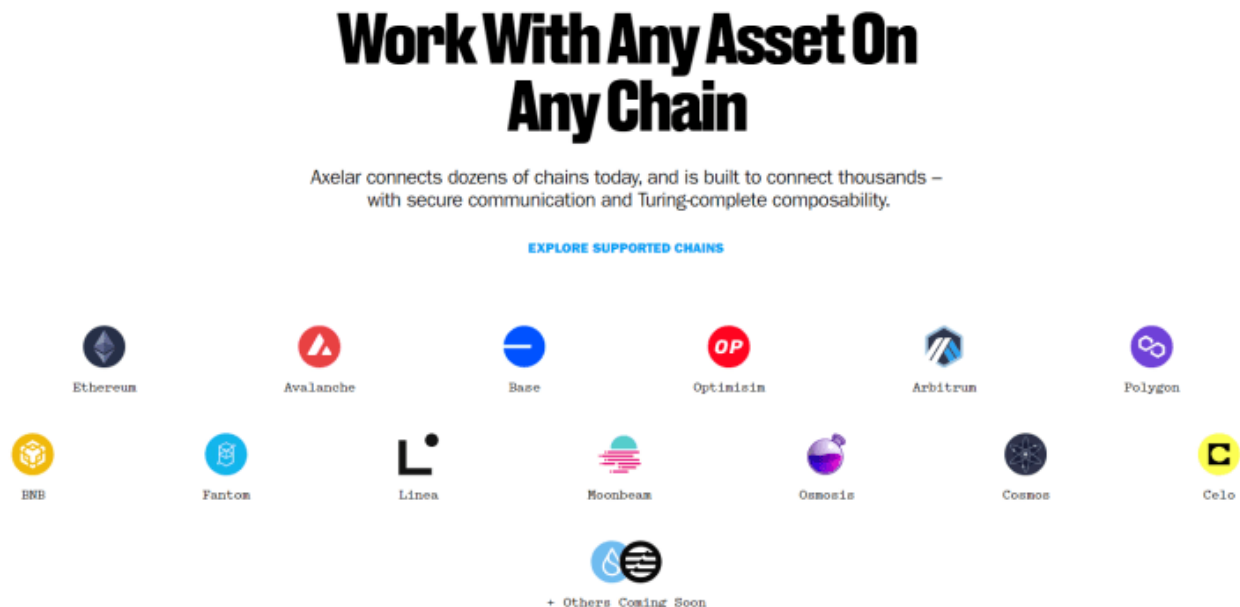 Work With Any Asset On
Any Chain
Axelar connects dozens of chains today, and is built to connect thousands –
with secure communication and Turing-complete composability.
EXPLORE SUPPORTED CHAINS
OP
Ethereum Avalanche Base Optimisim Arbitrum Polygon
BNB Fantom Linea Moonbeam Osmosis Cosmos Celo
+ Others Coming Soon